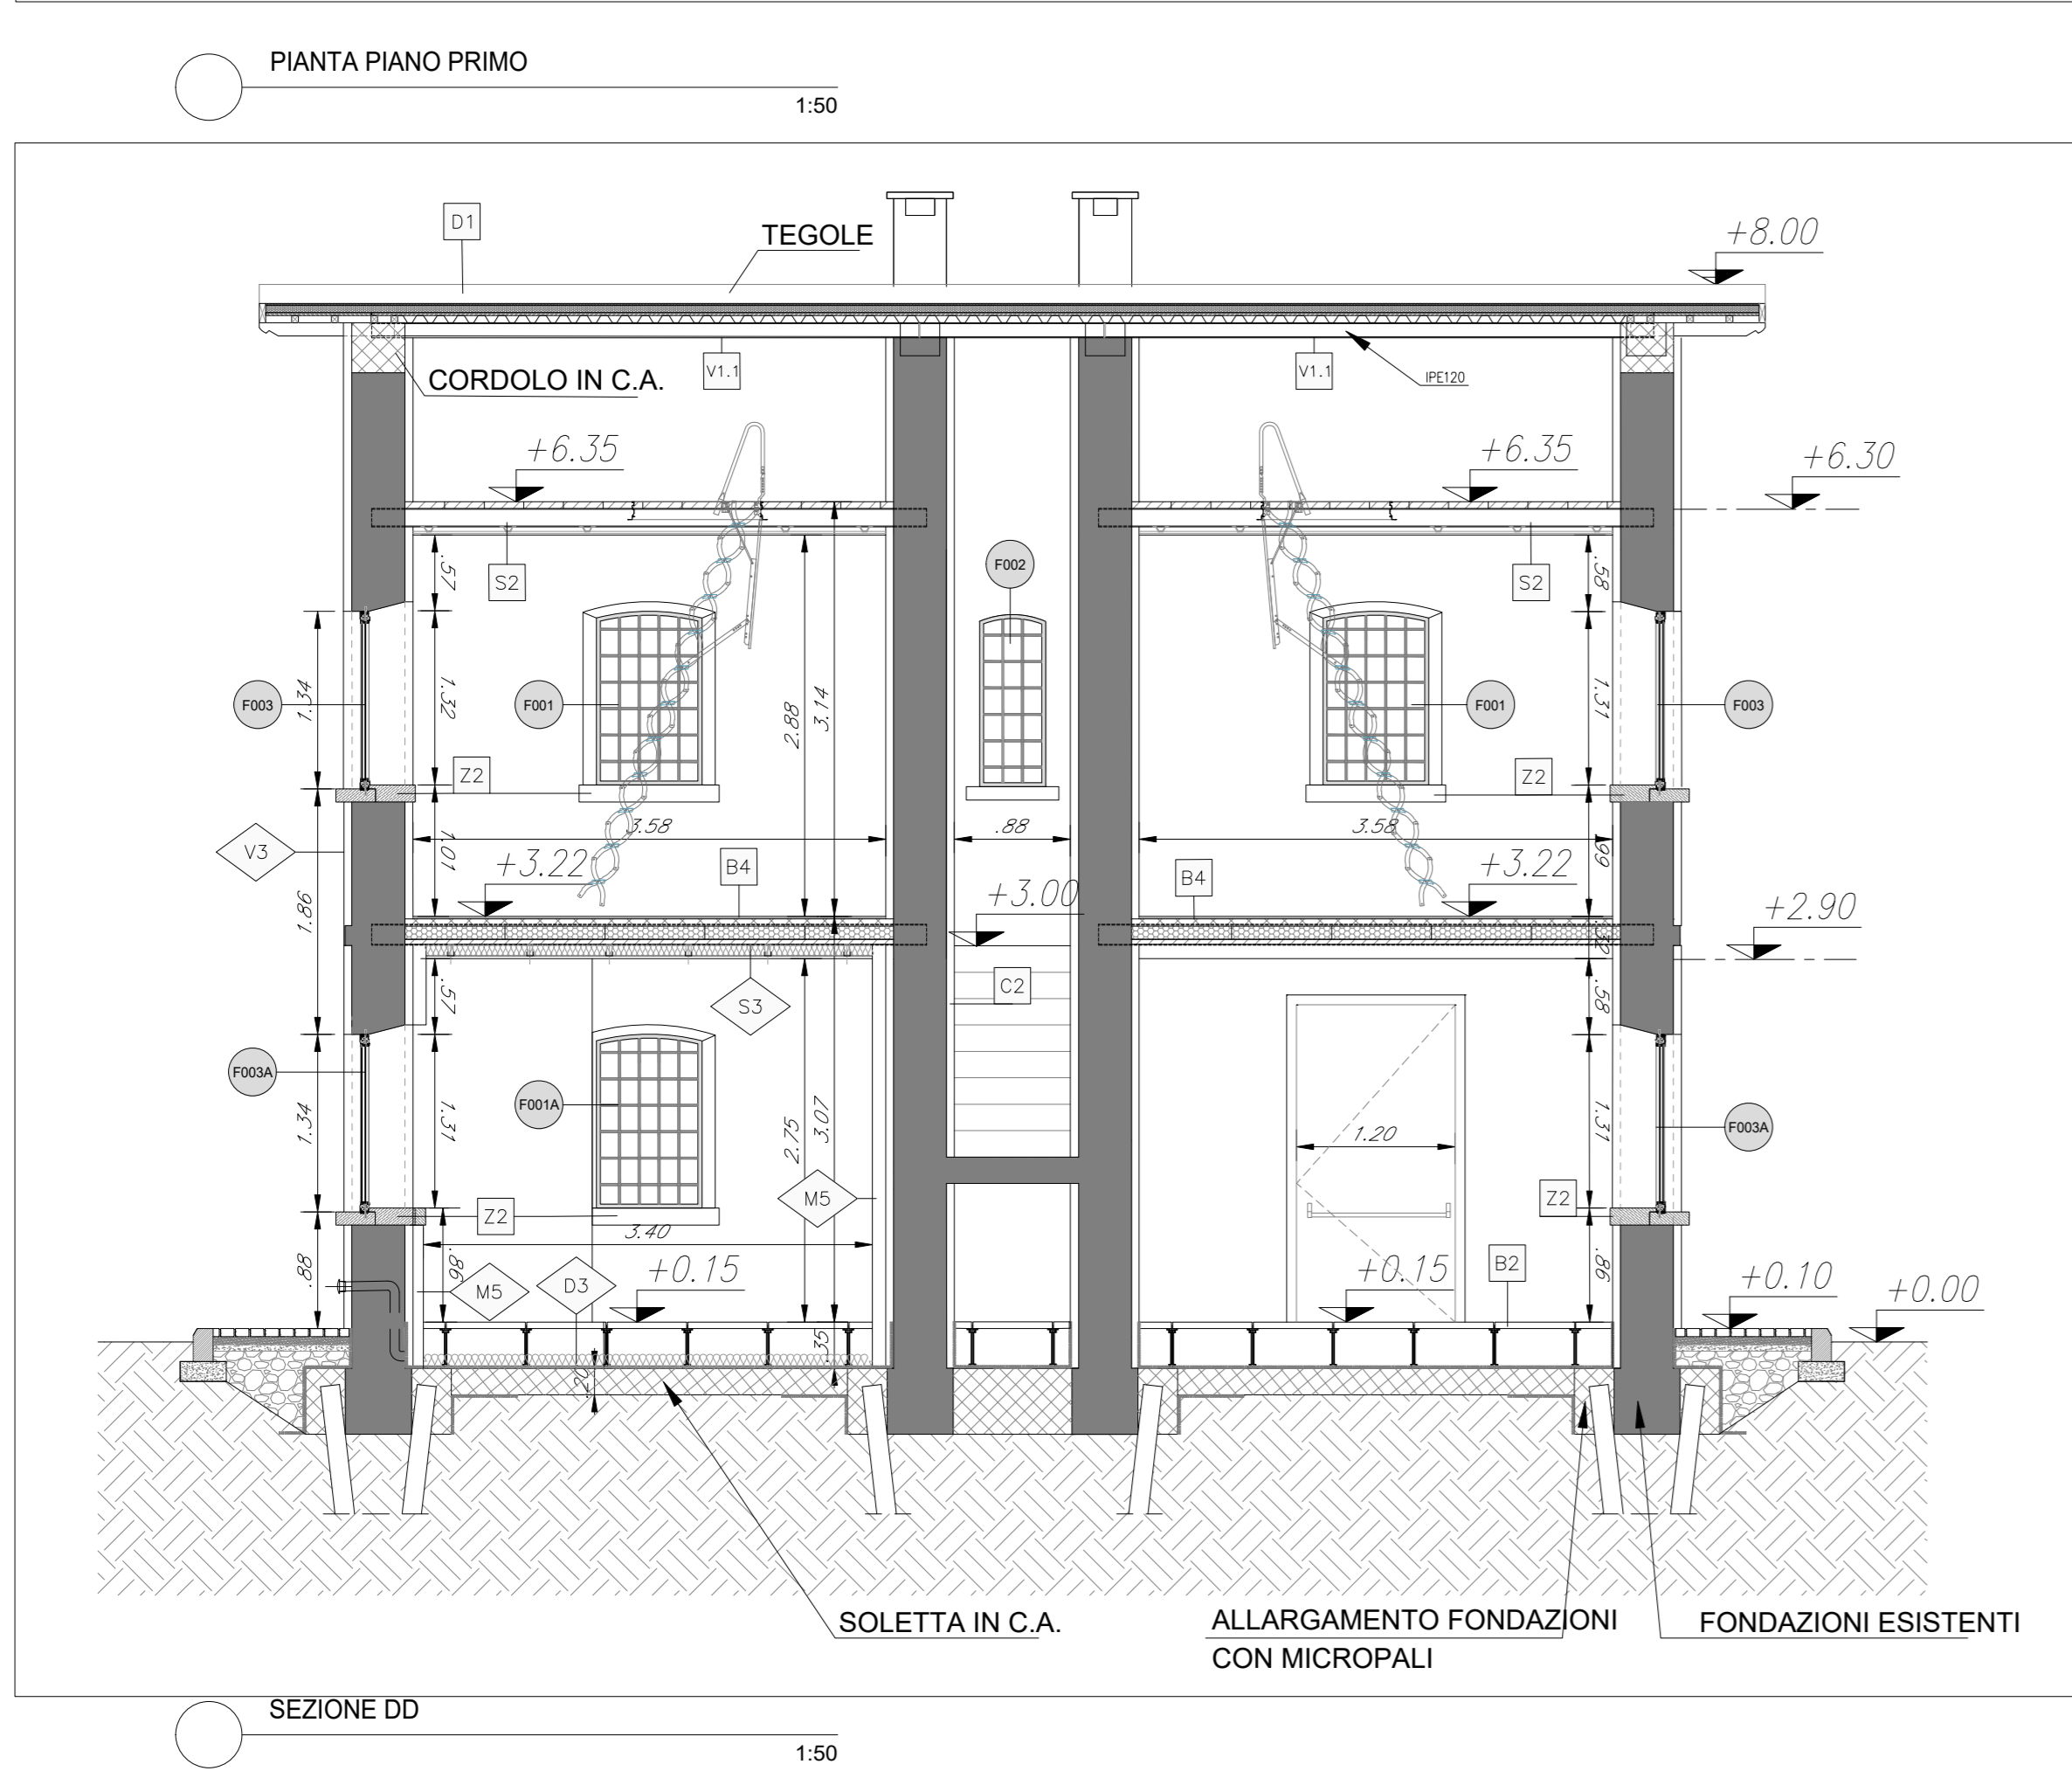 PIANTA PIANO PRIMO
1:50
D1
TEGOLE
+8.00
CORDOLO IN C.A.
V1.1
V1.1
IPE120
+6.35
+6.35
+6.30
.57
S2
F002
S2
.58
F003
1.34
1.32
F001
2.88
3.14
F001
1.31
F003
Z2
Z2
V3
1.01
3.58
.88
3.58
.99
1.86
+3.22
B4
+3.00
B4
+3.22
+2.90
.32
.57
S3
C2
.58
F003A
1.34
1.31
F001A
2.75
3.07
1.20
1.31
F003A
M5
Z2
Z2
3.40
.88
.86
M5
D3
+0.15
+0.15
B2
.86
+0.10
+0.00
.35
.20
SOLETTA IN C.A.
ALLARGAMENTO FONDAZIONI
CON MICROPALI
FONDAZIONI ESISTENTI
SEZIONE DD
1:50